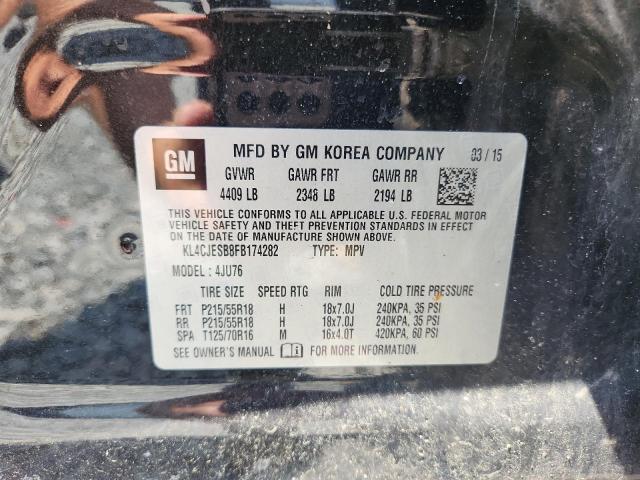 GM
MFD BY GM KOREA COMPANY 03/15
GVWR GAWR FRT GAWR RR
4409 LB 2348 LB 2194 LB
THIS VEHICLE CONFORMS TO ALL APPLICABLE U.S. FEDERAL MOTOR
VEHICLE SAFETY AND THEFT PREVENTION STANDARDS IN EFFECT ON THE
DATE OF MANUFACTURE SHOWN ABOVE.
KL4CJESB8FB174282 TYPE: MPV
MODEL: 4JU76
TIRE SIZE SPEED RTG RIM COLD TIRE PRESSURE
FRT P215/55R18 H 18x7.0J 240KPA, 35 PSI
RR P215/55R18 H 18x7.0J 240KPA, 35 PSI
SPA T125/70R16 M 16x4.0T 420KPA, 60 PSI
SEE OWNER'S MANUAL FOR MORE INFORMATION.